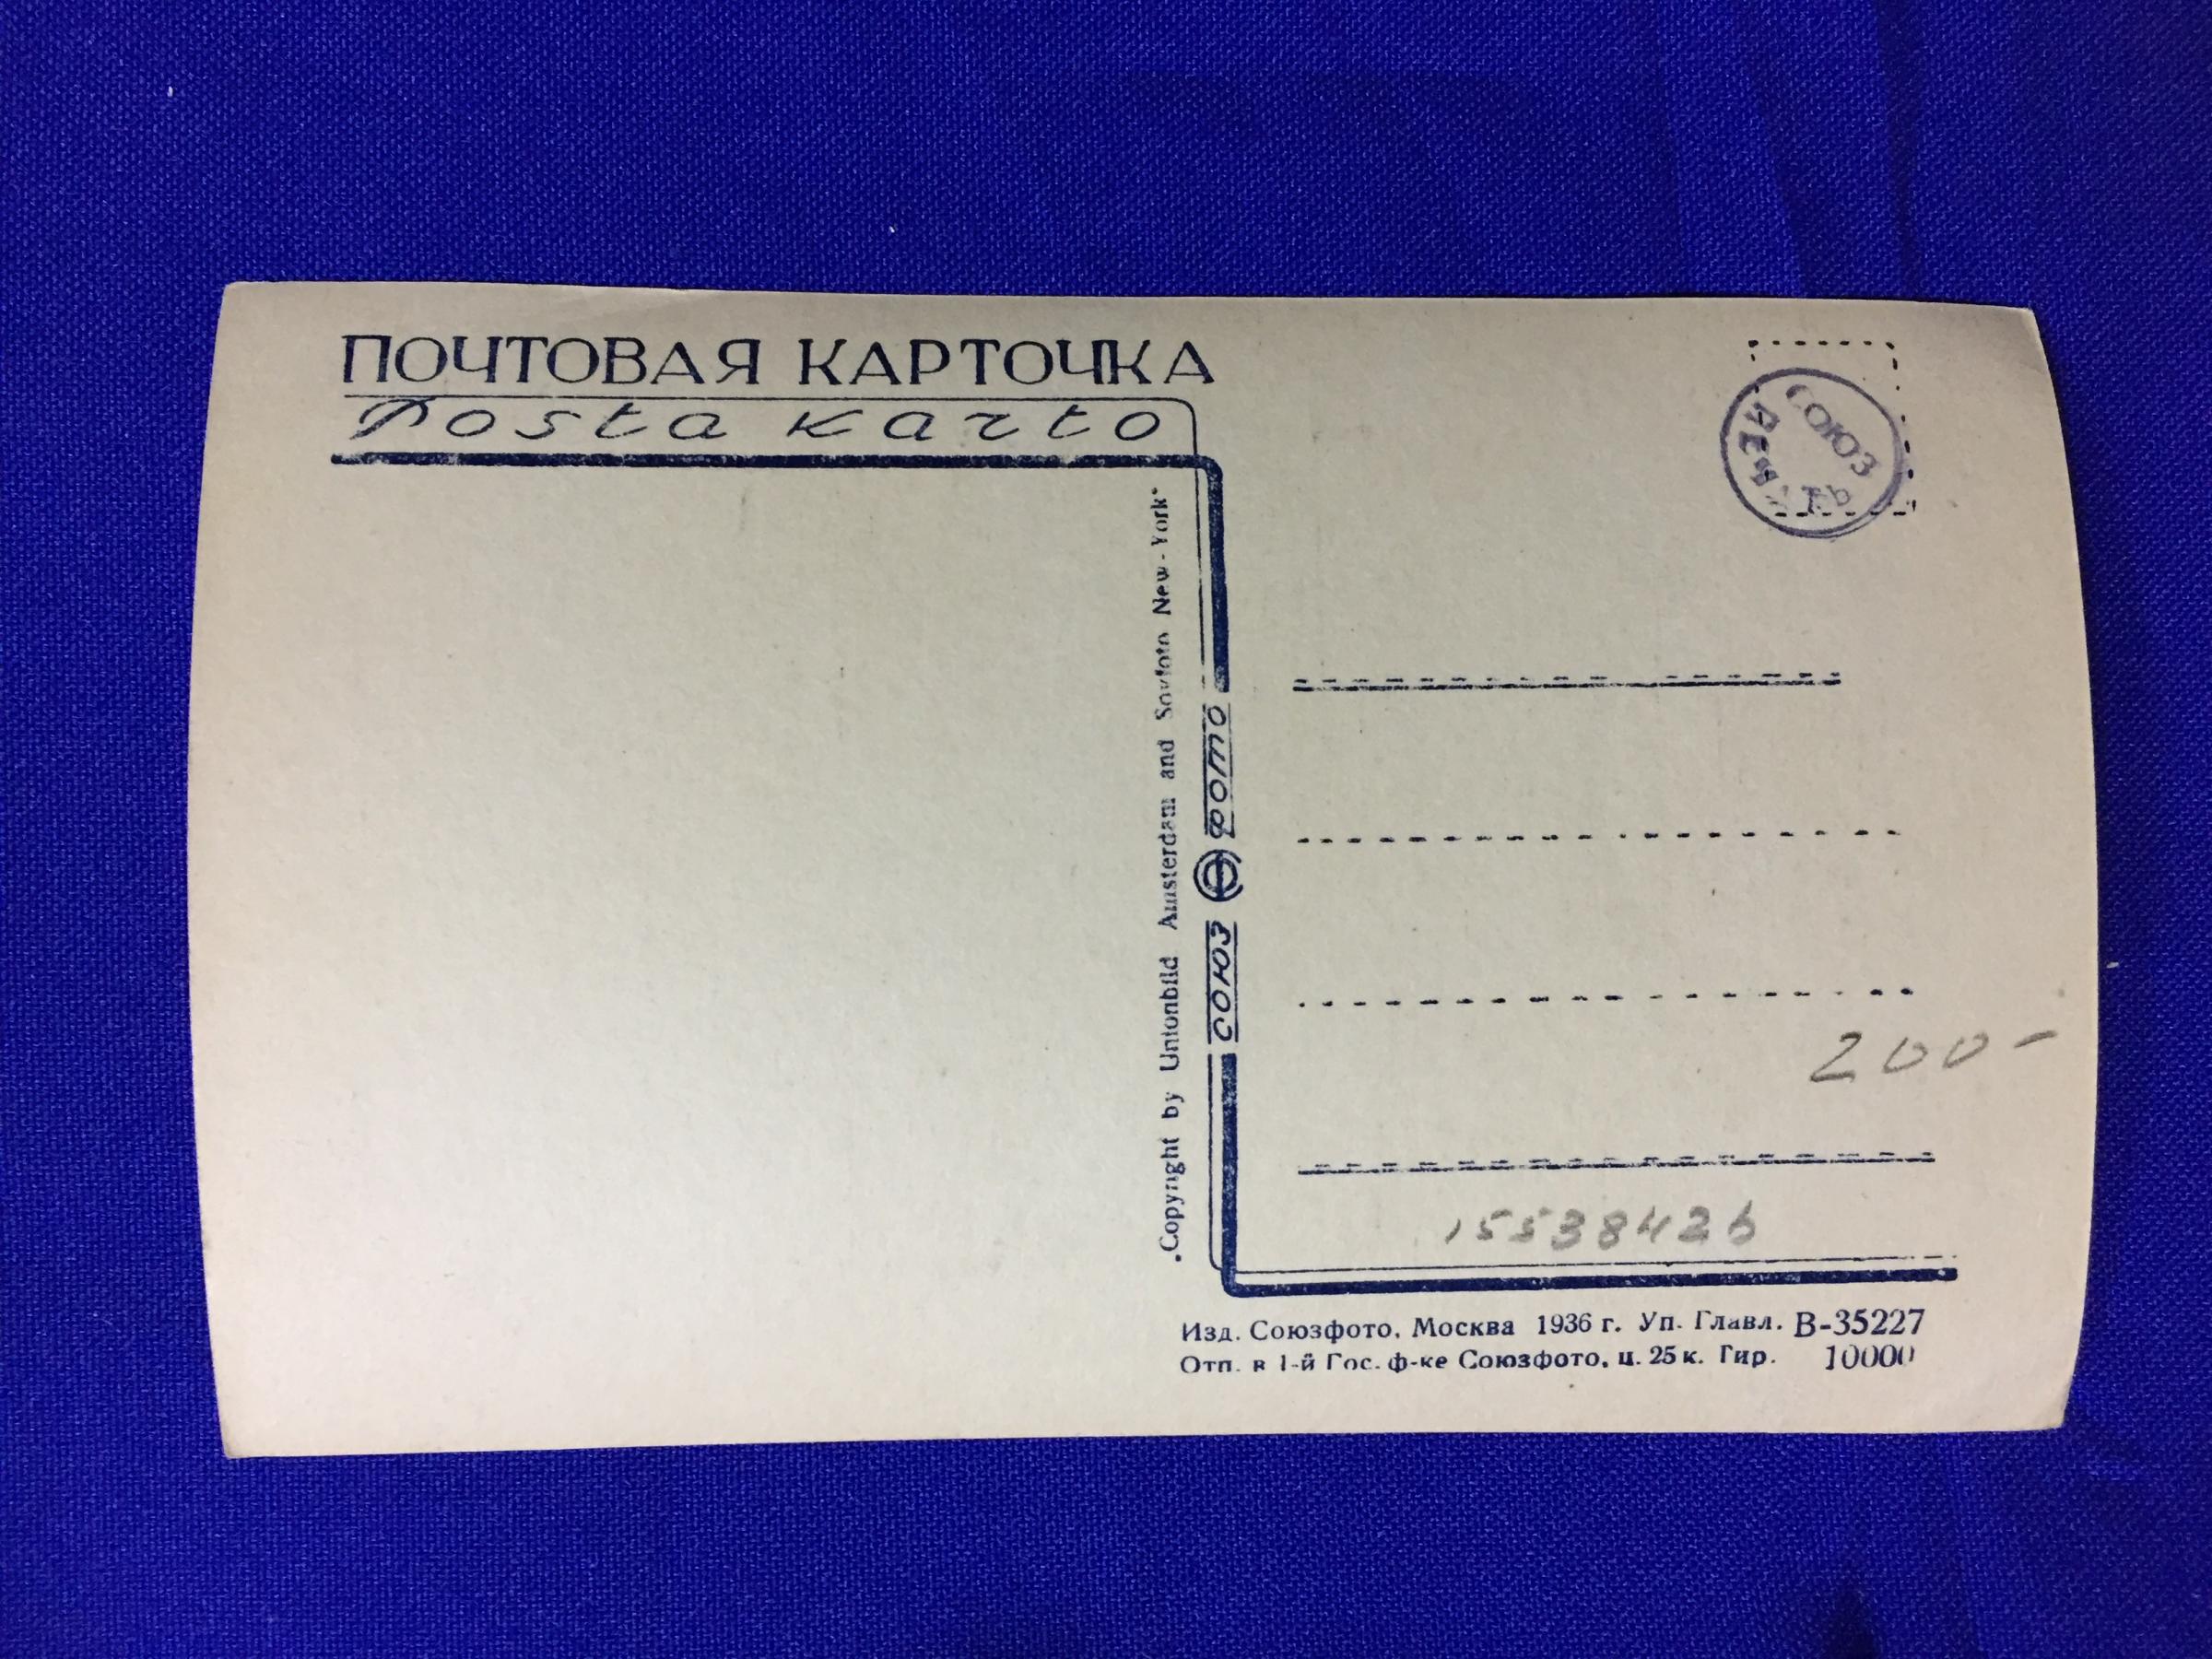 ПОЧТОВАЯ КАРТОЧКА
Posta Karto
СОЮЗ
ПЕЧАТЬ
„Copyright by Unionbild Amsterdam and Sovfoto New-York"
СОЮЗ ФОТО
200-
15538426
Изд. Союзфото, Москва 1936 г. Уп. Главл. В-35227
Отп. в 1-й Гос. ф-ке Союзфото, ц. 25 к. Тир. 10000